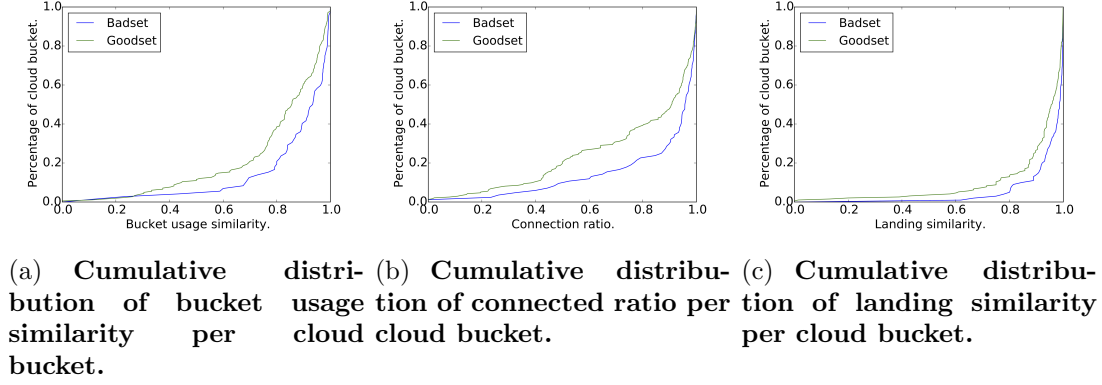 Percentage of cloud bucket.
1.0
0.8
0.6
0.4
0.2
0.0
0.0 0.2 0.4 0.6 0.8 1.0
Bucket usage similarity.
Badset
Goodset
Percentage of cloud bucket.
1.0
0.8
0.6
0.4
0.2
0.0
0.0 0.2 0.4 0.6 0.8 1.0
Connection ratio.
Badset
Goodset
Percentage of cloud bucket.
1.0
0.8
0.6
0.4
0.2
0.0
0.0 0.2 0.4 0.6 0.8 1.0
Landing similarity.
Badset
Goodset
(a) Cumulative distri-
bution of bucket usage
similarity per cloud
bucket.
(b) Cumulative distribu-
tion of connected ratio per
cloud bucket.
(c) Cumulative distribu-
tion of landing similarity
per cloud bucket.